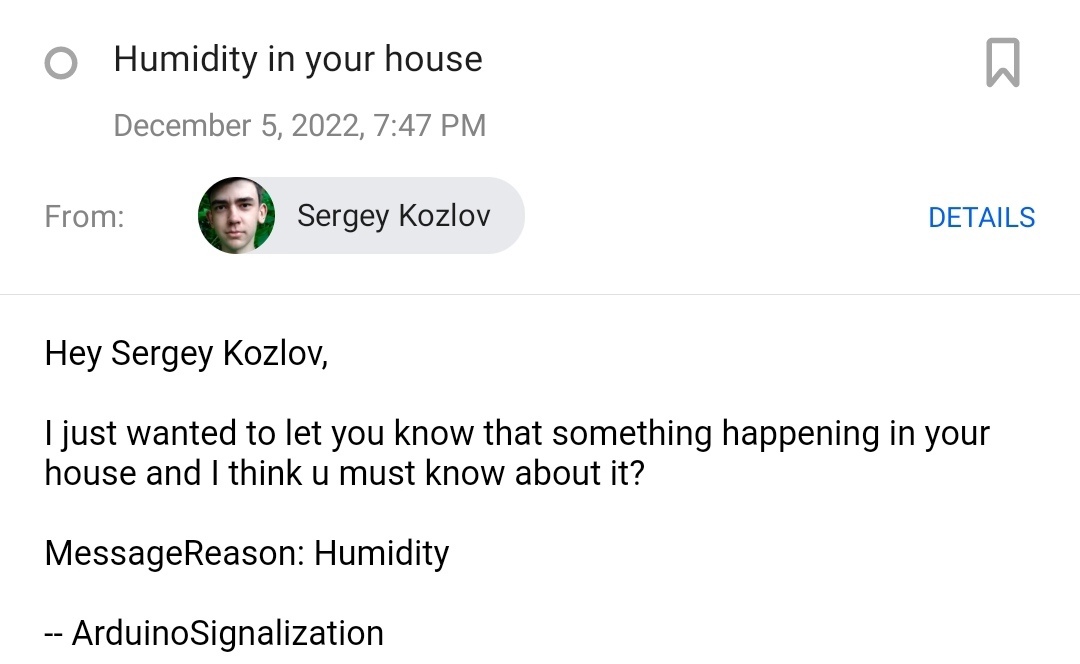 Humidity in your house
December 5, 2022, 7:47 PM
From: Sergey Kozlov DETAILS
Hey Sergey Kozlov,
I just wanted to let you know that something happening in your
house and I think u must know about it?
MessageReason: Humidity
-- ArduinoSignalization